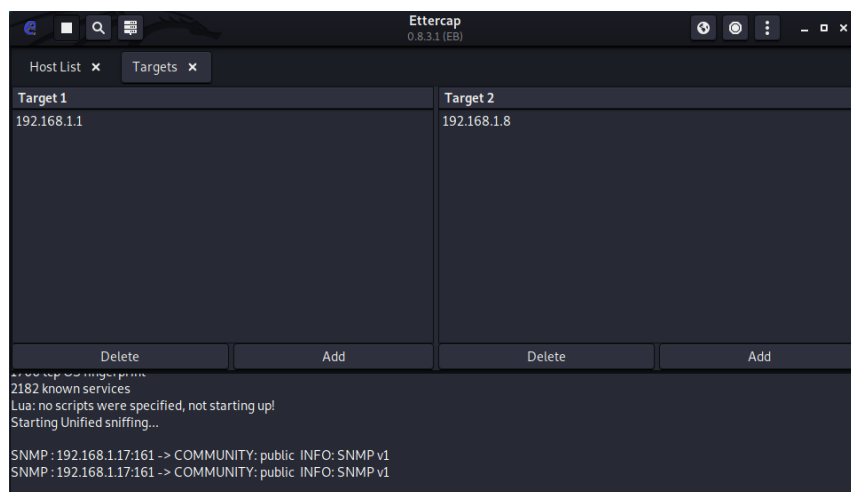 Ettercap
0.8.3.1 (EB)
Host List × Targets ×
Target 1 Target 2
192.168.1.1 192.168.1.8
Delete Add Delete Add
2182 known services
Lua: no scripts were specified, not starting up!
Starting Unified sniffing...
SNMP : 192.168.1.17:161 -> COMMUNITY: public INFO: SNMP v1
SNMP : 192.168.1.17:161 -> COMMUNITY: public INFO: SNMP v1